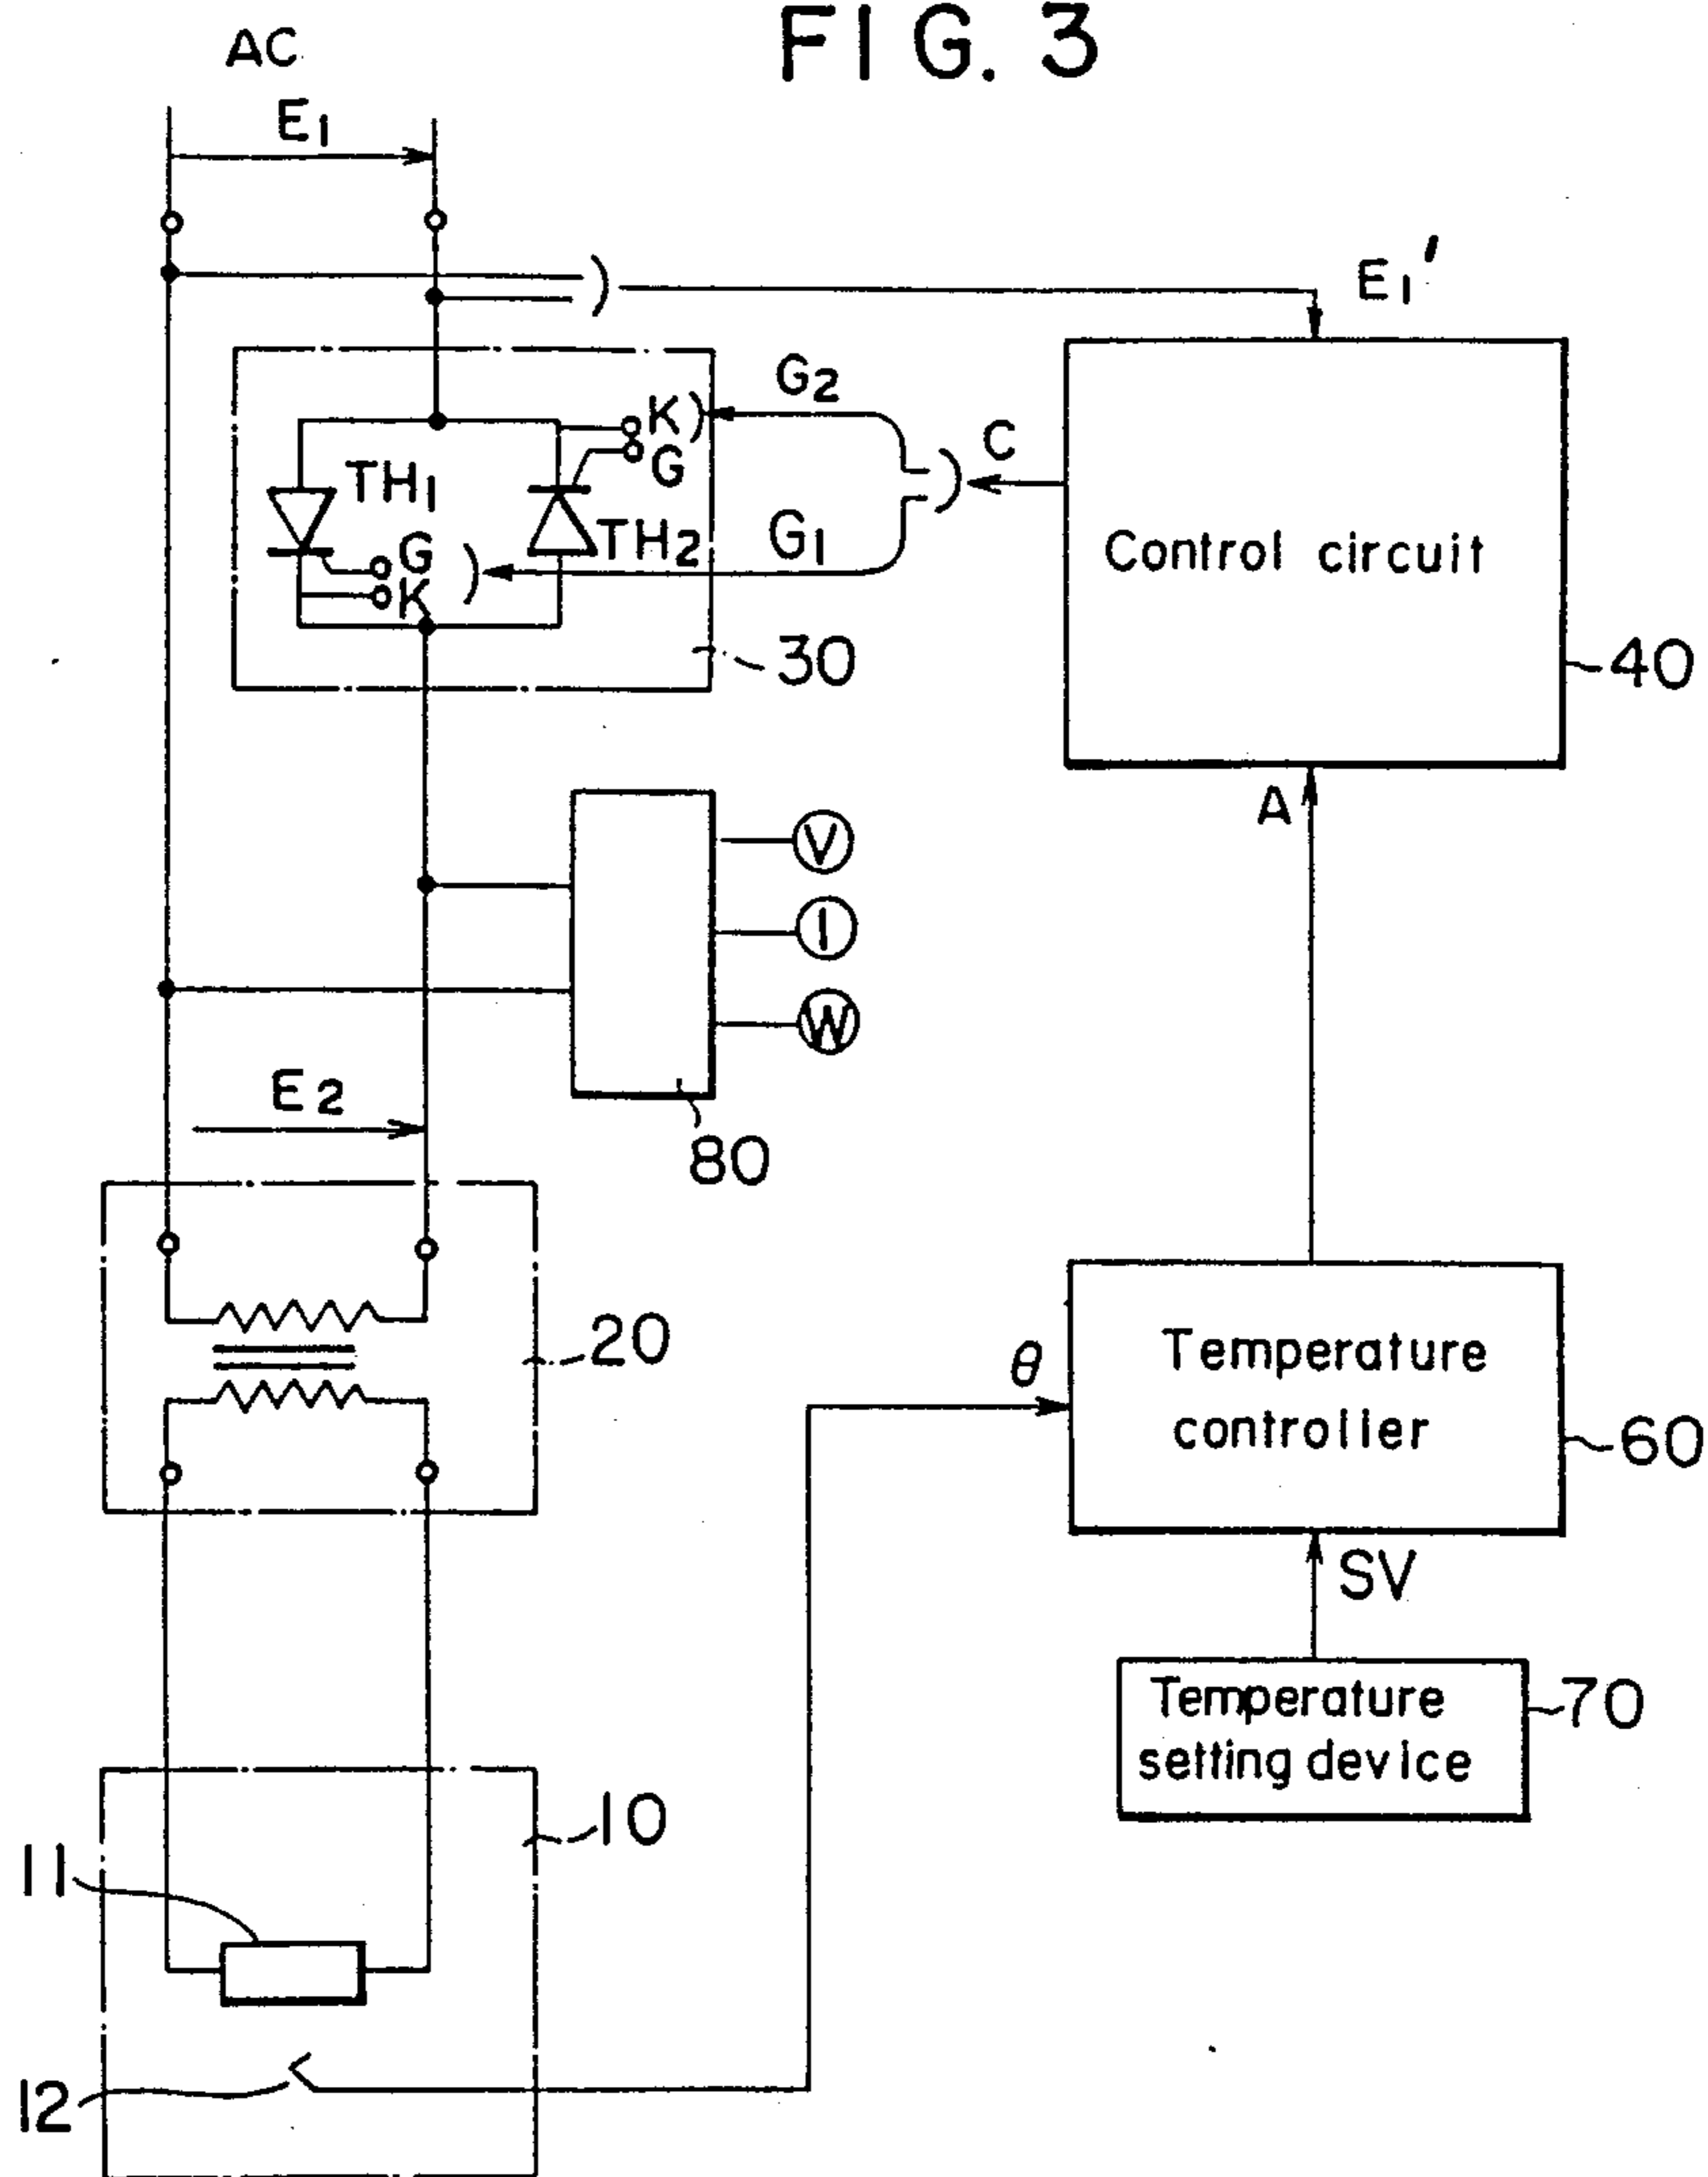 FIG. 3
AC
E1
E1'
K
G
G2
C
TH1
TH2
G1
G
K
Control circuit
30
40
A
V
I
W
E2
80
20
θ
Temperature
controller
60
SV
70
Temperature
setting device
10
11
12